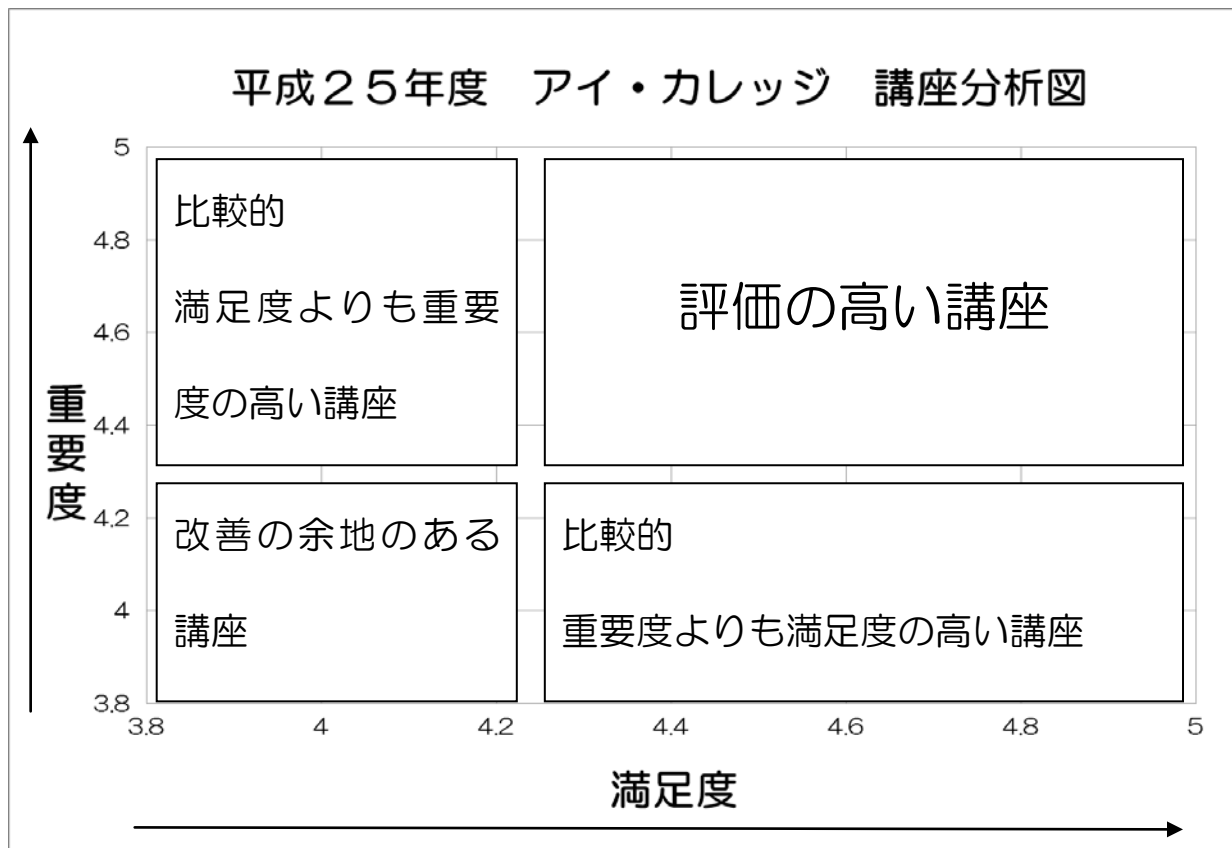 平成２５年度　アイ・カレッジ　講座分析図
重要度
5
4.8
4.6
4.4
4.2
4
3.8
比較的
満足度よりも重要
度の高い講座
評価の高い講座
改善の余地のある
講座
比較的
重要度よりも満足度の高い講座
3.8 4 4.2 4.4 4.6 4.8 5
満足度